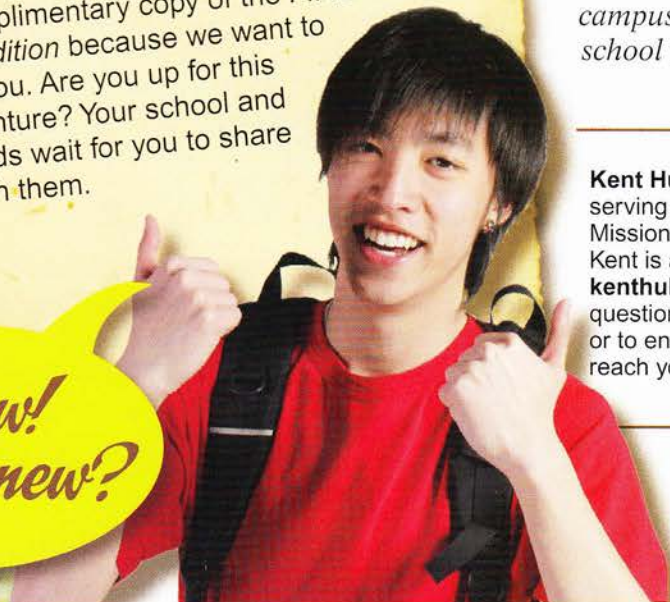 plimentary copy of the
dition because we want to
ou. Are you up for this
nture? Your school and
ds wait for you to share
n them.
w!
new?
campus
school
Kent Hu
serving
Mission
Kent is a
kenthul
question
or to en
reach yo